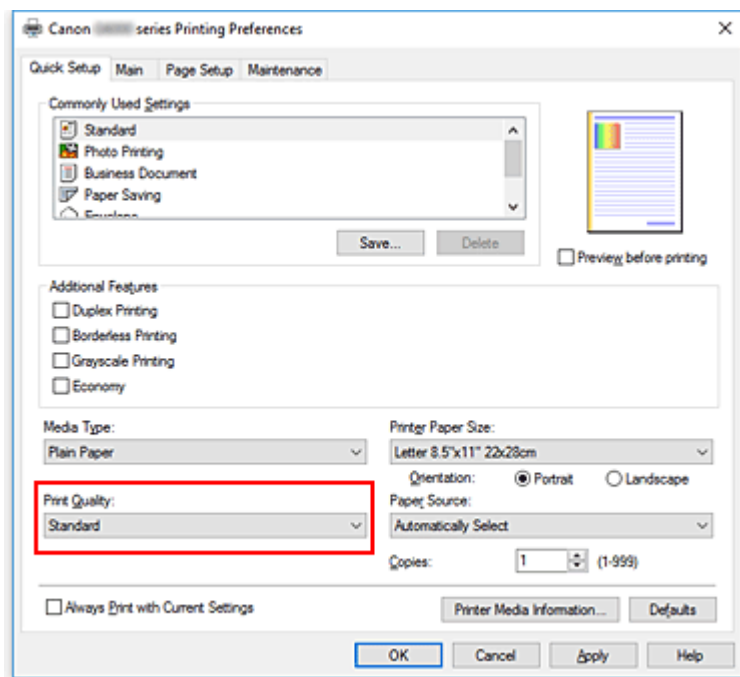 Canon series Printing Preferences
Quick Setup Main Page Setup Maintenance
Commonly Used Settings
Standard
Photo Printing
Business Document
Paper Saving
Save... Delete
Preview before printing
Additional Features
Duplex Printing
Borderless Printing
Grayscale Printing
Economy
Media Type:
Plain Paper
Printer Paper Size:
Letter 8.5"x11" 22x28cm
Orientation: Portrait Landscape
Print Quality:
Standard
Paper Source:
Automatically Select
Copies: 1 (1-999)
Always Print with Current Settings
Printer Media Information... Defaults
OK Cancel Apply Help